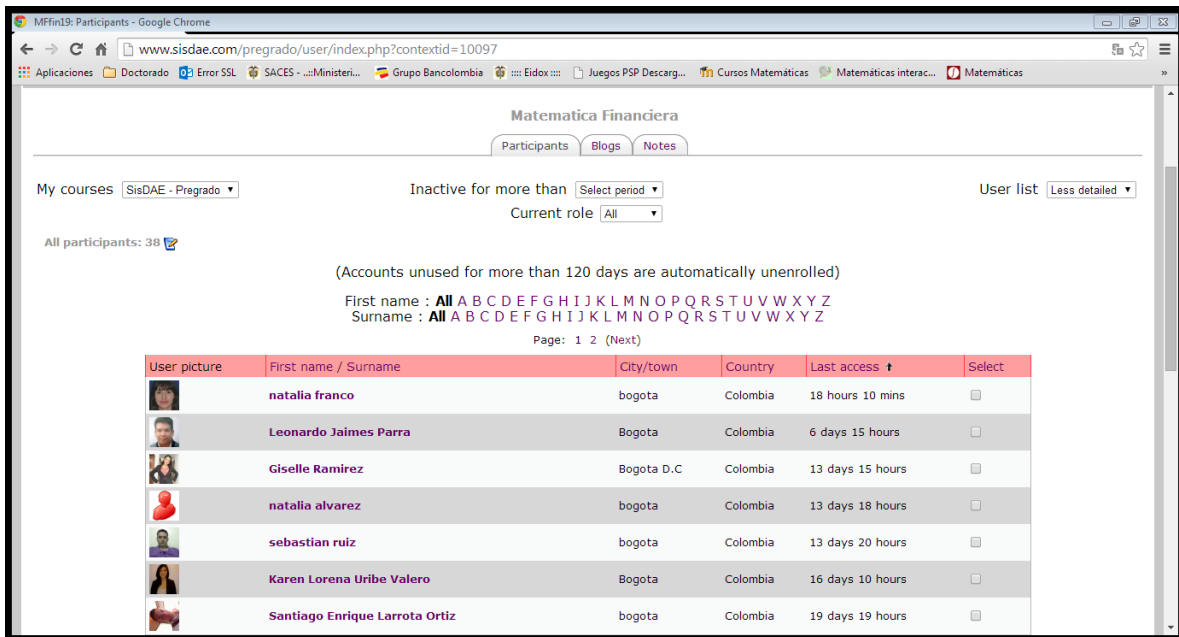 MFfin19: Participants - Google Chrome
www.sisdae.com/pregrado/user/index.php?contextid=10097
Aplicaciones Doctorado Error SSL SACES - ..::Ministeri... Grupo Bancolombia :::: Eidox :::: Juegos PSP Descarg... Cursos Matemáticas Matemáticas interac... Matemáticas »
Matematica Financiera
Participants Blogs Notes
My courses SisDAE - Pregrado Inactive for more than Select period User list Less detailed
Current role All
All participants: 38
(Accounts unused for more than 120 days are automatically unenrolled)
First name : All A B C D E F G H I J K L M N O P Q R S T U V W X Y Z
Surname : All A B C D E F G H I J K L M N O P Q R S T U V W X Y Z
Page: 1 2 (Next)
User picture First name / Surname City/town Country Last access Select
natalia franco bogota Colombia 18 hours 10 mins
Leonardo Jaimes Parra Bogota Colombia 6 days 15 hours
Giselle Ramirez Bogota D.C Colombia 13 days 15 hours
natalia alvarez bogota Colombia 13 days 18 hours
sebastian ruiz bogota Colombia 13 days 20 hours
Karen Lorena Uribe Valero Bogota Colombia 16 days 10 hours
Santiago Enrique Larrota Ortiz bogota Colombia 19 days 19 hours